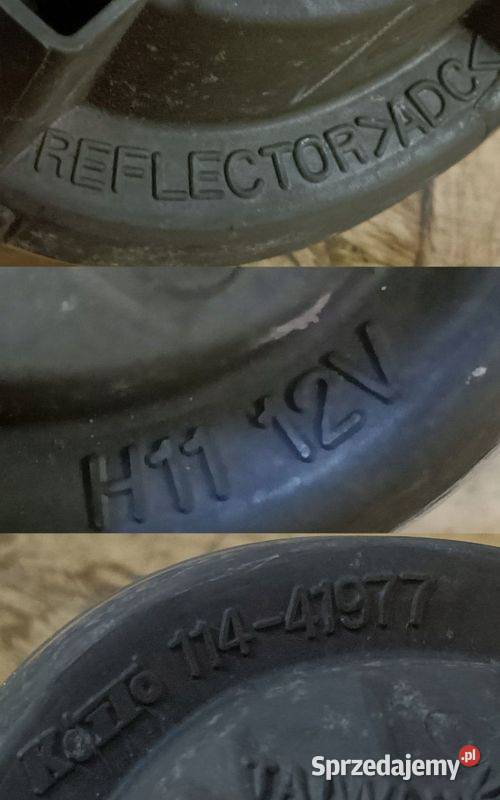 REFLECTOR>ADC<
H11 12V
KOITO 114-41977
Sprzedajemy.pl